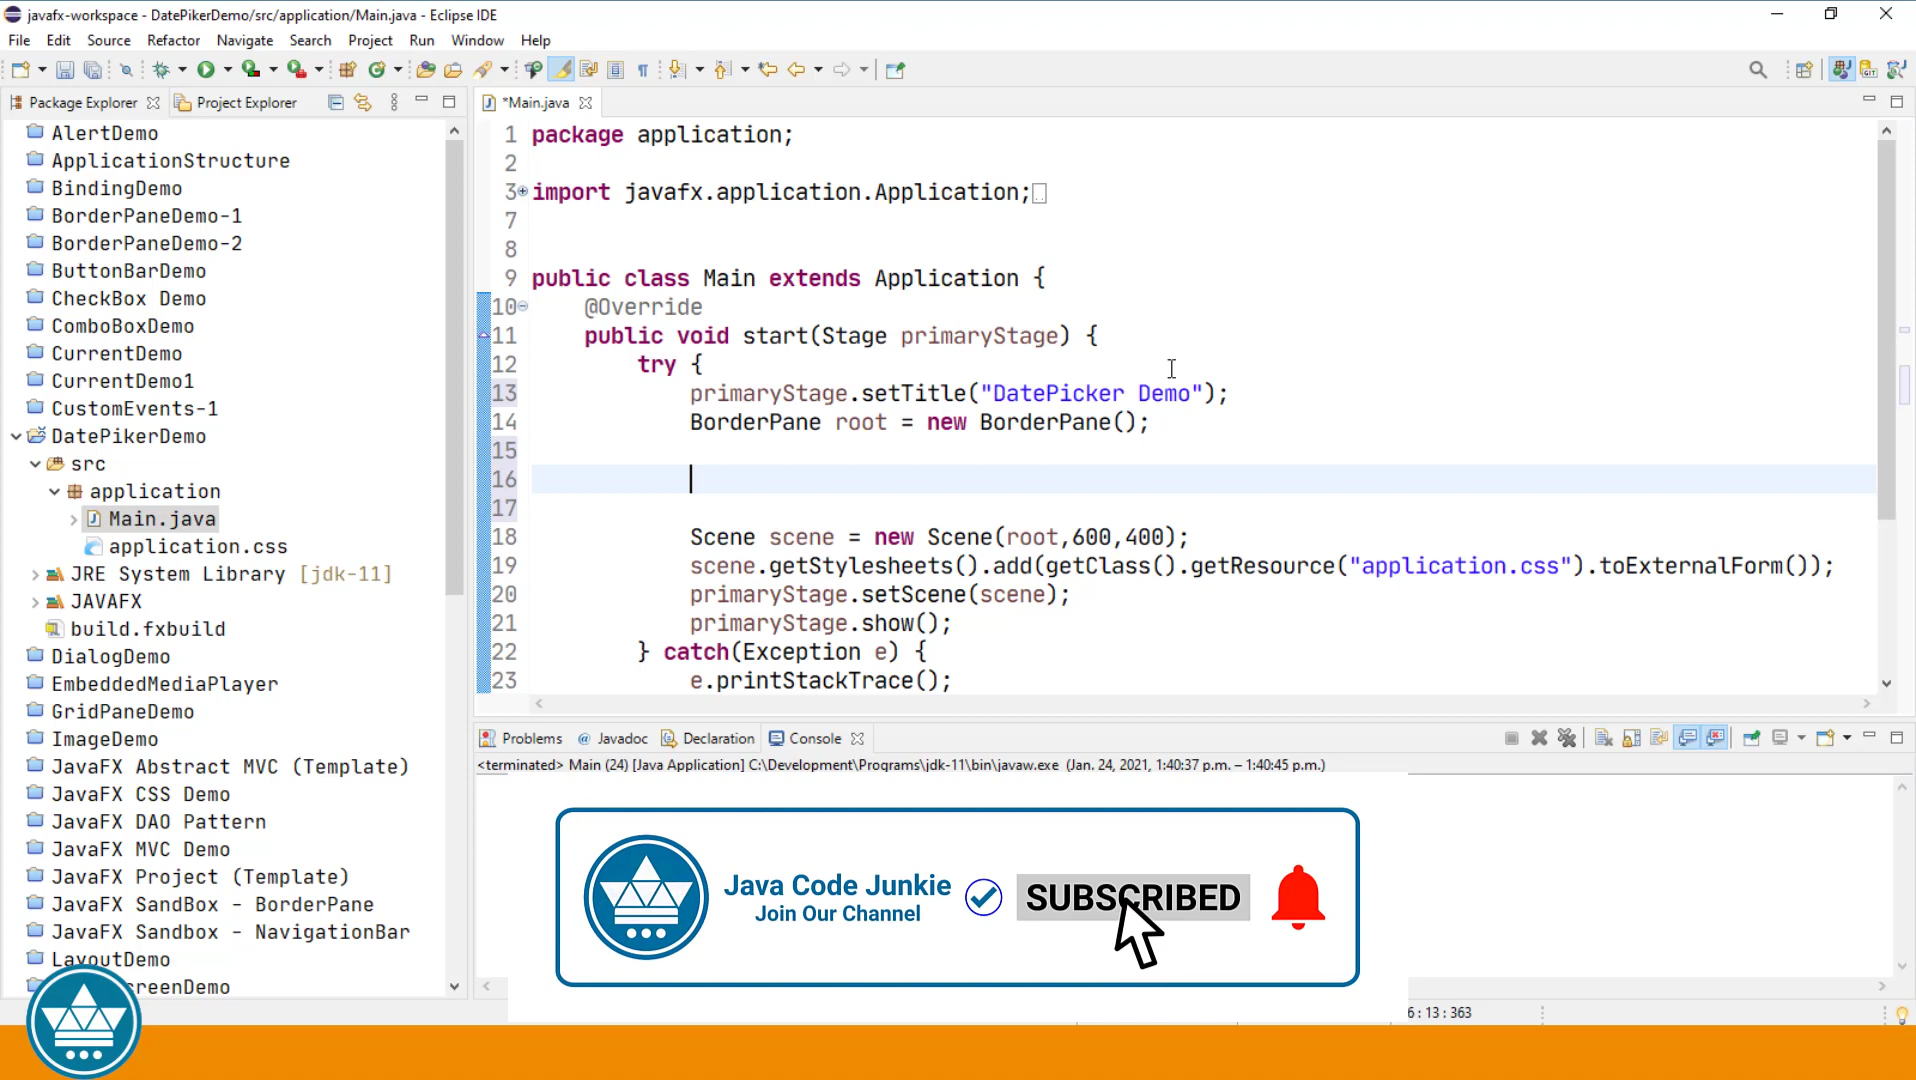 javafx-workspace - DatePikerDemo/src/application/Main.java - Eclipse IDE
File Edit Source Refactor Navigate Search Project Run Window Help
Package Explorer Project Explorer
*Main.java
AlertDemo
ApplicationStructure
BindingDemo
BorderPaneDemo-1
BorderPaneDemo-2
ButtonBarDemo
CheckBox Demo
ComboBoxDemo
CurrentDemo
CurrentDemo1
CustomEvents-1
DatePikerDemo
src
application
Main.java
application.css
JRE System Library [jdk-11]
JAVAFX
build.fxbuild
DialogDemo
EmbeddedMediaPlayer
GridPaneDemo
ImageDemo
JavaFX Abstract MVC (Template)
JavaFX CSS Demo
JavaFX DAO Pattern
JavaFX MVC Demo
JavaFX Project (Template)
JavaFX SandBox - BorderPane
JavaFX Sandbox - NavigationBar
LayoutDemo
reenDemo
1 package application;
2
3 import javafx.application.Application;
7
8
9 public class Main extends Application {
10 @Override
11 public void start(Stage primaryStage) {
12 try {
13 primaryStage.setTitle("DatePicker Demo");
14 BorderPane root = new BorderPane();
15
16
17
18 Scene scene = new Scene(root,600,400);
19 scene.getStylesheets().add(getClass().getResource("application.css").toExternalForm());
20 primaryStage.setScene(scene);
21 primaryStage.show();
22 } catch(Exception e) {
23 e.printStackTrace();
Problems @ Javadoc Declaration Console
<terminated> Main (24) [Java Application] C:\Development\Programs\jdk-11\bin\javaw.exe (Jan. 24, 2021, 1:40:37 p.m. – 1:40:45 p.m.)
Java Code Junkie
Join Our Channel
SUBSCRIBED
6 : 13 : 363